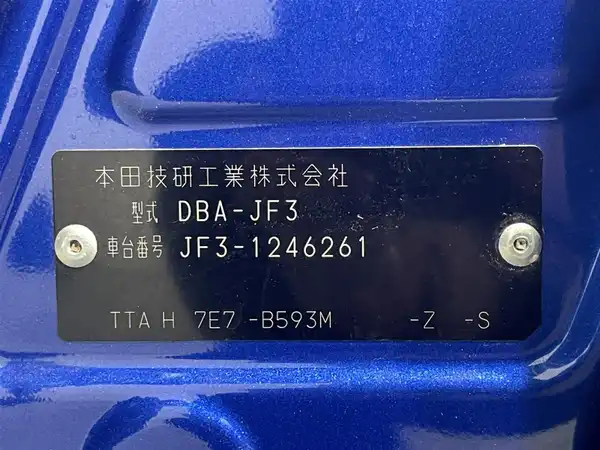 本田技研工業株式会社
型式 DBA-JF3
車台番号 JF3-1246261
TTA H 7E7 -B593M -Z -S